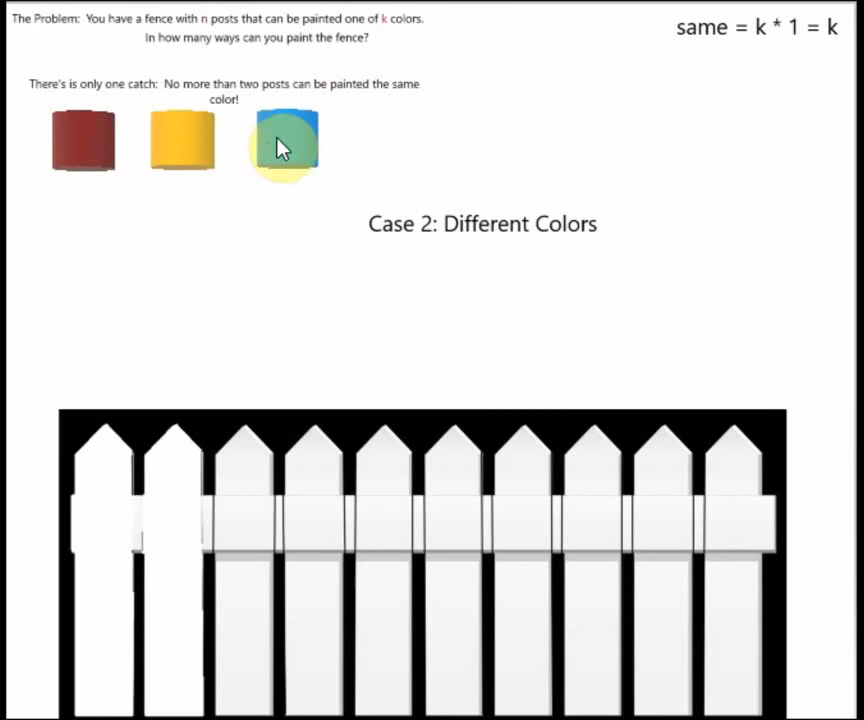 The Problem: You have a fence with n posts that can be painted one of k colors.
In how many ways can you paint the fence?
same = k * 1 = k
There's is only one catch: No more than two posts can be painted the same
color!
Case 2: Different Colors